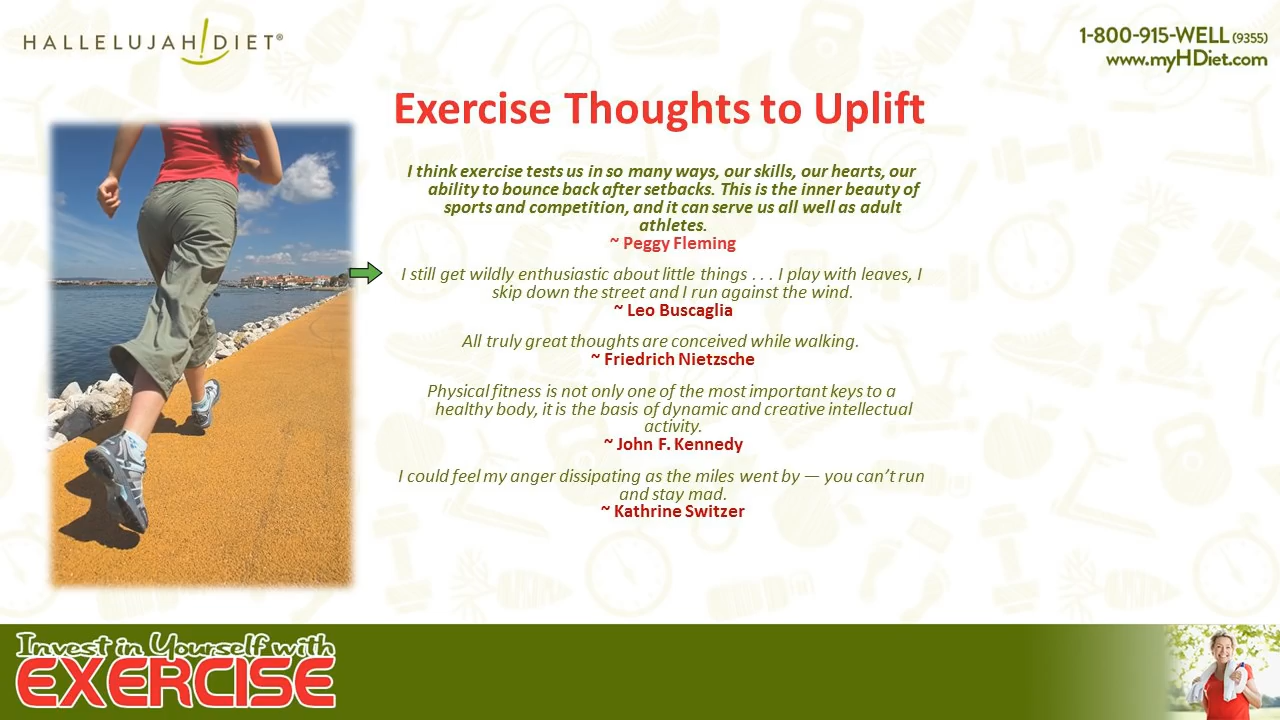 HALLELUJAH DIET®
1-800-915-WELL (9355)
www.myHDiet.com
Exercise Thoughts to Uplift
I think exercise tests us in so many ways, our skills, our hearts, our
ability to bounce back after setbacks. This is the inner beauty of
sports and competition, and it can serve us all well as adult
athletes.
~ Peggy Fleming
I still get wildly enthusiastic about little things . . . I play with leaves, I
skip down the street and I run against the wind.
~ Leo Buscaglia
All truly great thoughts are conceived while walking.
~ Friedrich Nietzsche
Physical fitness is not only one of the most important keys to a
healthy body, it is the basis of dynamic and creative intellectual
activity.
~ John F. Kennedy
I could feel my anger dissipating as the miles went by — you can’t run
and stay mad.
~ Kathrine Switzer
Invest in Yourself with
EXERCISE